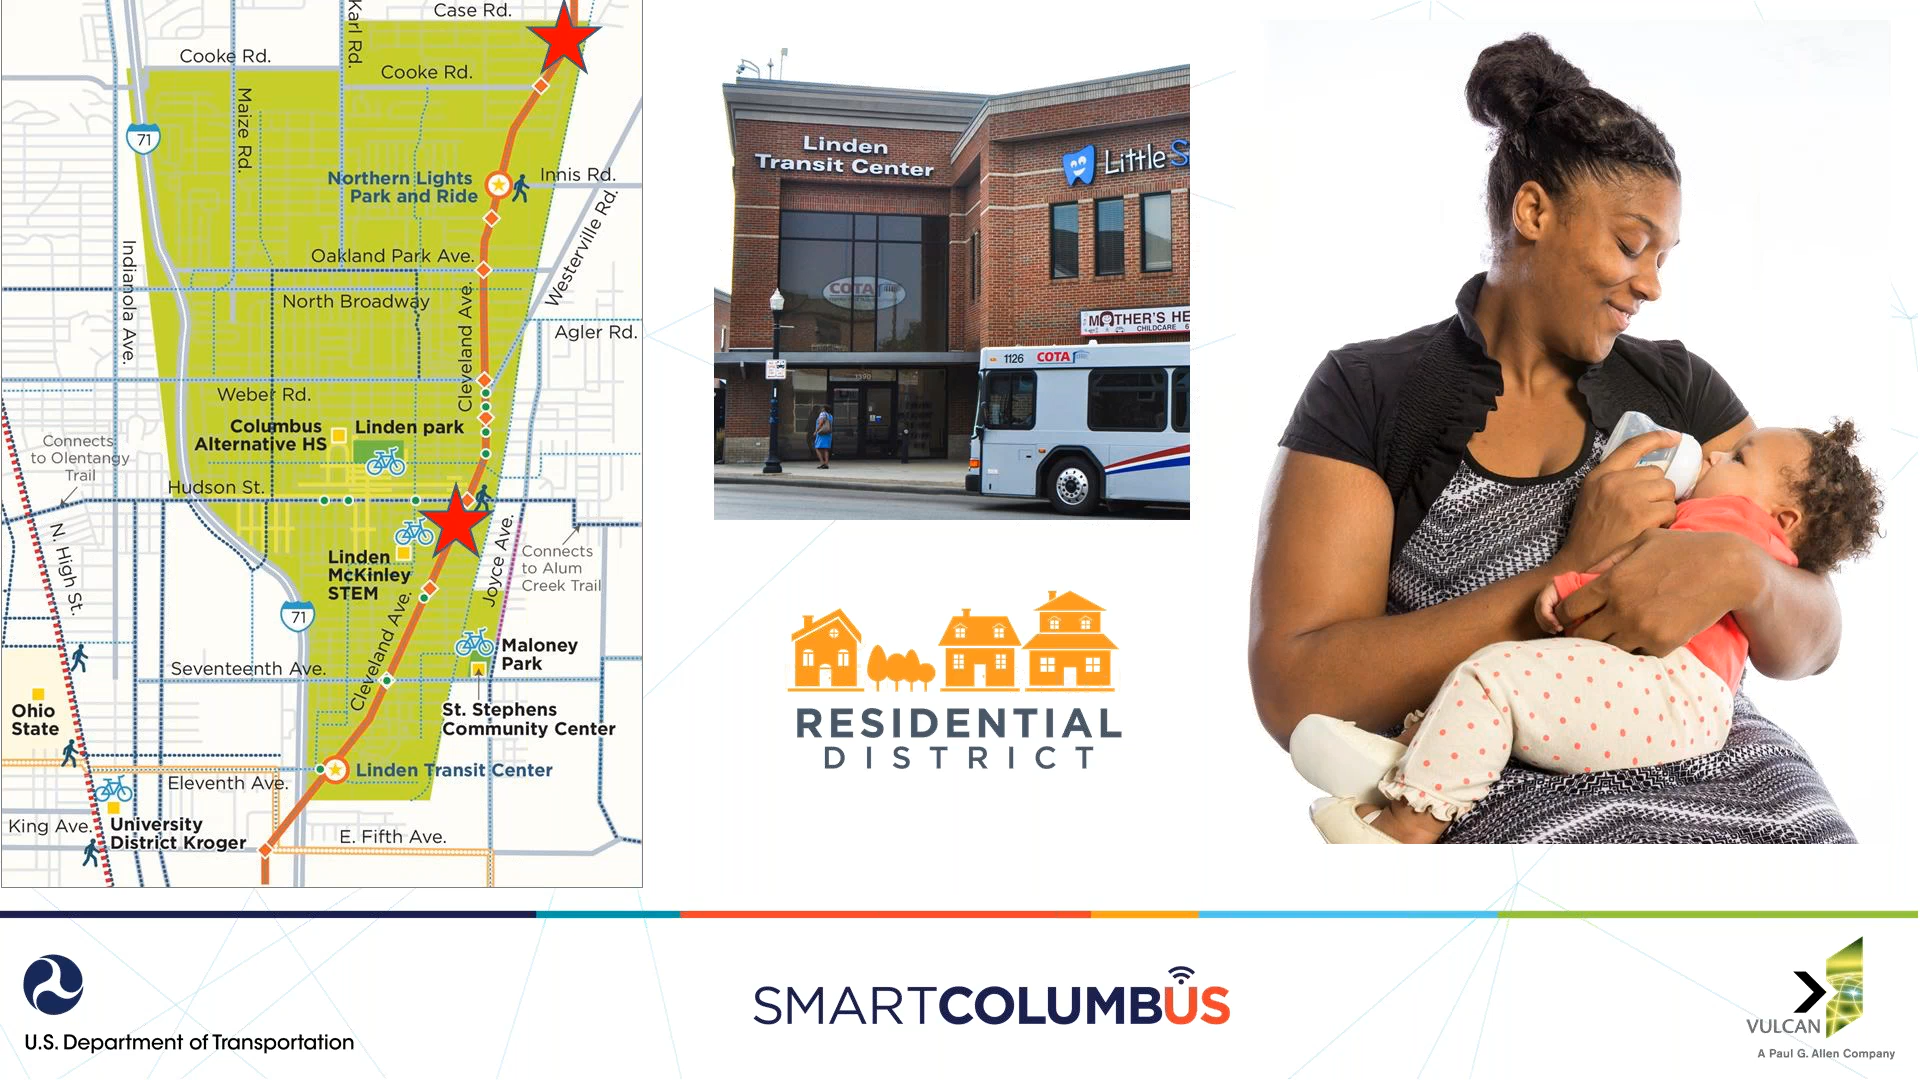 Case Rd.
Karl Rd.
Cooke Rd.
Cooke Rd.
Maize Rd.
71
Northern Lights
Park and Ride
Innis Rd.
Westerville Rd.
Indianola Ave.
Oakland Park Ave.
North Broadway
Cleveland Ave.
Agler Rd.
Weber Rd.
Columbus
Alternative HS
Linden park
Connects
to Olentangy
Trail
Hudson St.
N. High St.
Linden
McKinley
STEM
Joyce Ave.
Connects
to Alum
Creek Trail
71
Cleveland Ave.
Maloney
Park
Seventeenth Ave.
Ohio
State
St. Stephens
Community Center
Linden Transit Center
Eleventh Ave.
King Ave.
University
District Kroger
E. Fifth Ave.
Linden
Transit Center
Little S
COTA
MOTHER'S HE
CHILDCARE 6
1126 COTA
1390
RESIDENTIAL
DISTRICT
U.S. Department of Transportation
SMARTCOLUMBUS
VULCAN
A Paul G. Allen Company